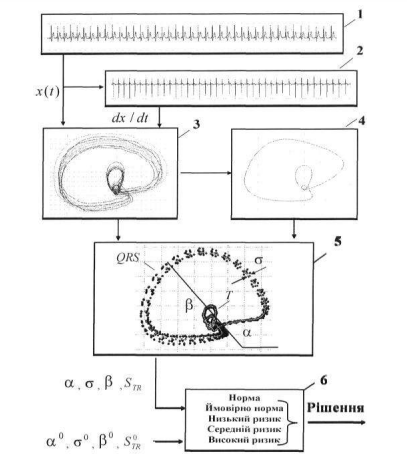 1
2
x(t)
dx / dt
3
4
5
QRS
σ
β
T
α
α , σ , β , S_TR
6
Норма
Ймовірно норма
Низький ризик
Середній ризик
Високий ризик
Рішення
α⁰ , σ⁰ , β⁰ , S⁰_TR